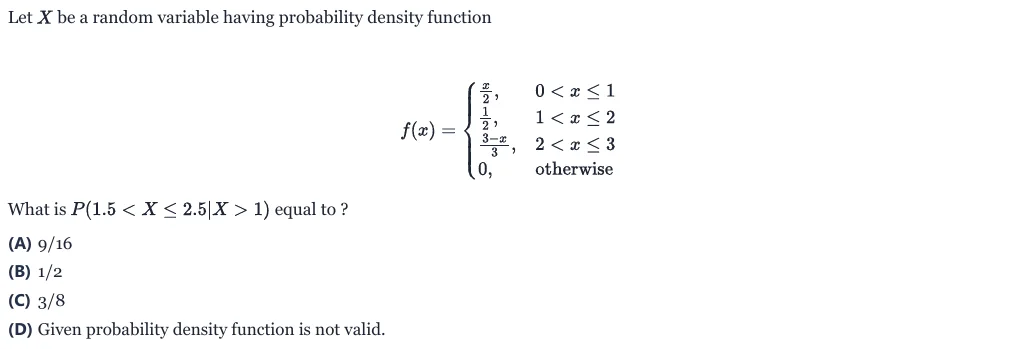 Let X be a random variable having probability density function
f(x) = { x/2, 0 < x ≤ 1
1/2, 1 < x ≤ 2
3−x/3, 2 < x ≤ 3
0, otherwise
What is P(1.5 < X ≤ 2.5|X > 1) equal to ?
(A) 9/16
(B) 1/2
(C) 3/8
(D) Given probability density function is not valid.